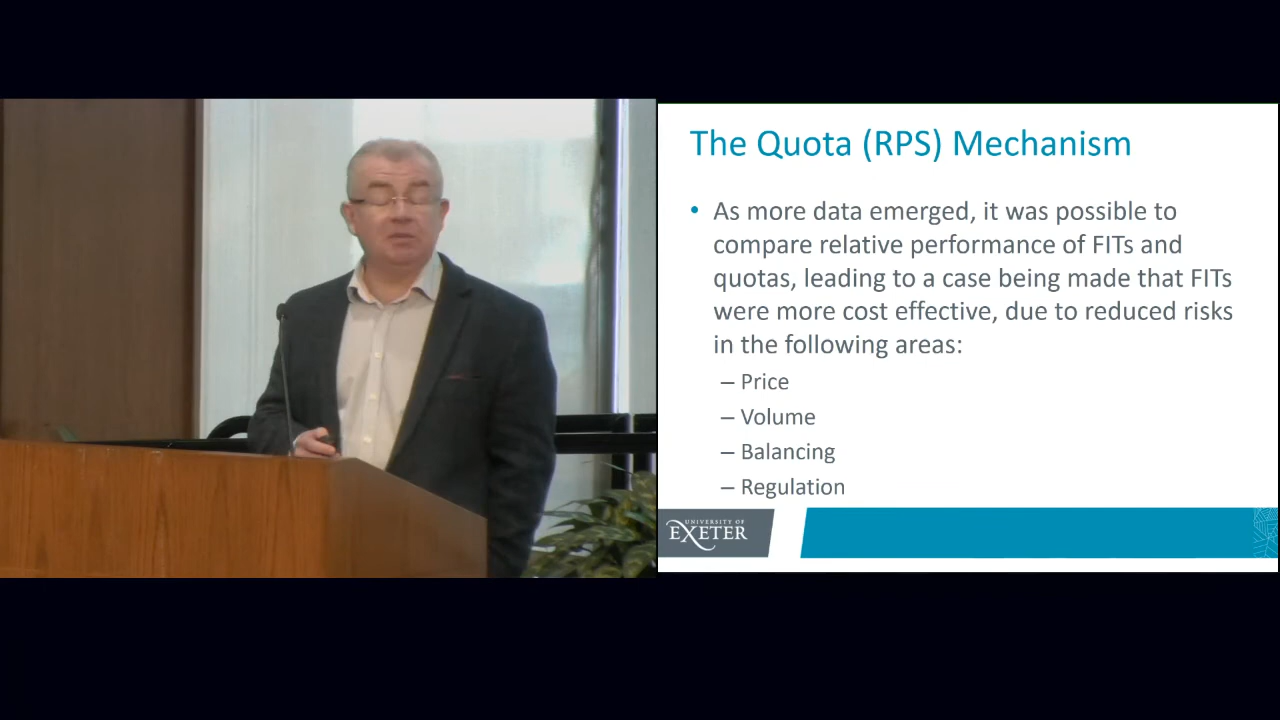 The Quota (RPS) Mechanism
• As more data emerged, it was possible to
compare relative performance of FITs and
quotas, leading to a case being made that FITs
were more cost effective, due to reduced risks
in the following areas:
– Price
– Volume
– Balancing
– Regulation
UNIVERSITY OF
EXETER